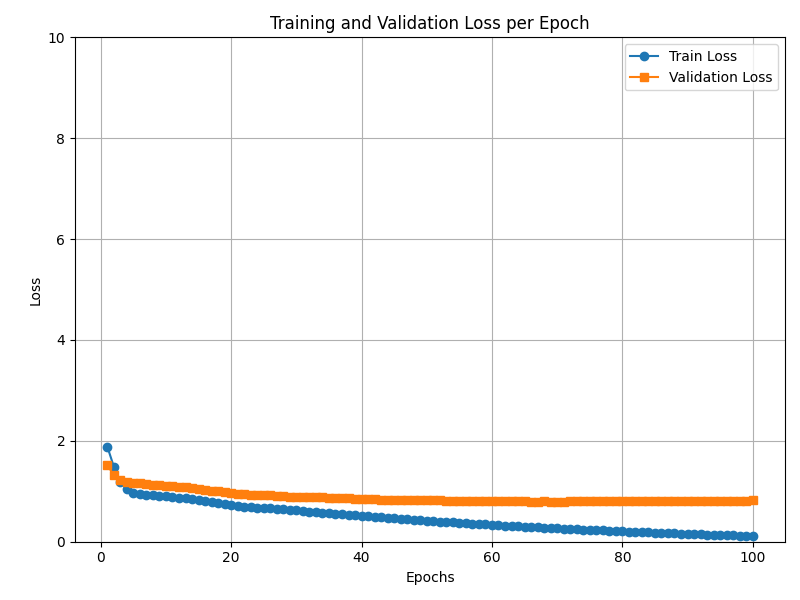 Training and Validation Loss per Epoch
Train Loss
Validation Loss
Loss
10
8
6
4
2
0
0 20 40 60 80 100
Epochs